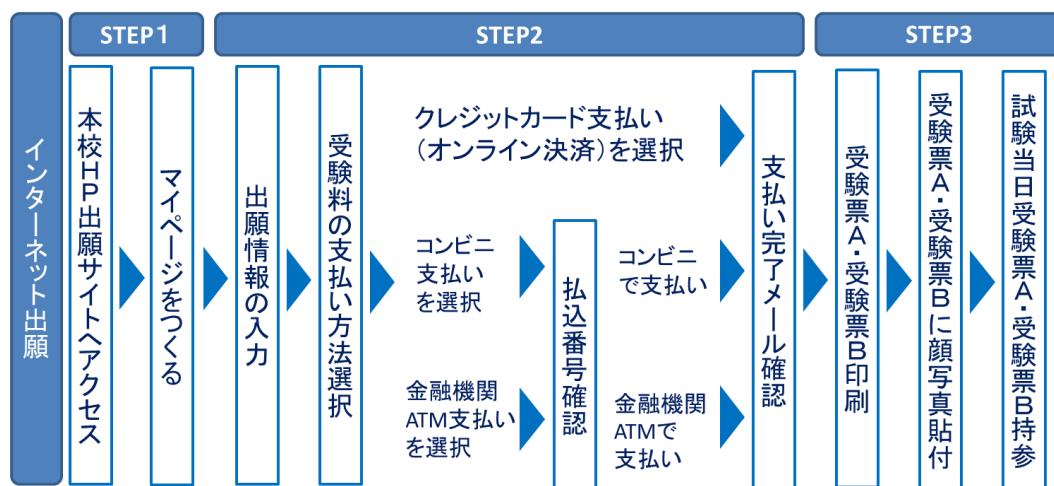 インターネット出願
STEP1
本校HP出願サイトへアクセス
マイページをつくる
STEP2
出願情報の入力
受験料の支払い方法選択
クレジットカード支払い
（オンライン決済）を選択
コンビニ
支払い
を選択
金融機関
ATM支払い
を選択
払込番号確認
コンビニ
で支払い
金融機関
ATMで
支払い
支払い完了メール確認
STEP3
受験票A・受験票B印刷
受験票A・受験票Bに顔写真貼付
試験当日受験票A・受験票B持参